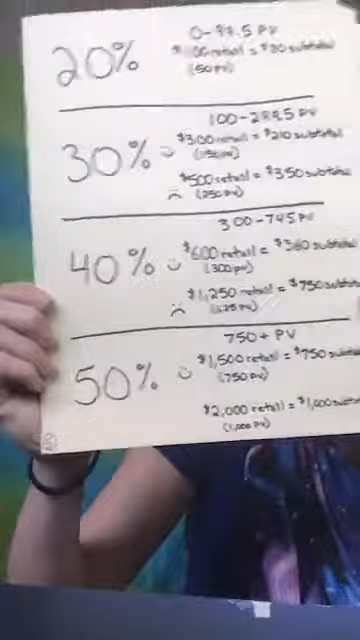 20%
0-99.5 PV
$100 retail = $80 subtotal
(50 PV)
30%
100-299.5 PV
$300 retail = $210 subtotal
(150 PV)
$500 retail = $350 subtotal
(250 PV)
40%
300-745 PV
$600 retail = $360 subtotal
(300 PV)
$1,250 retail = $750 subtotal
50%
750+ PV
$1,500 retail = $750 subtotal
(750 PV)
$2,000 retail = $1,000 subtotal
(1,000 PV)